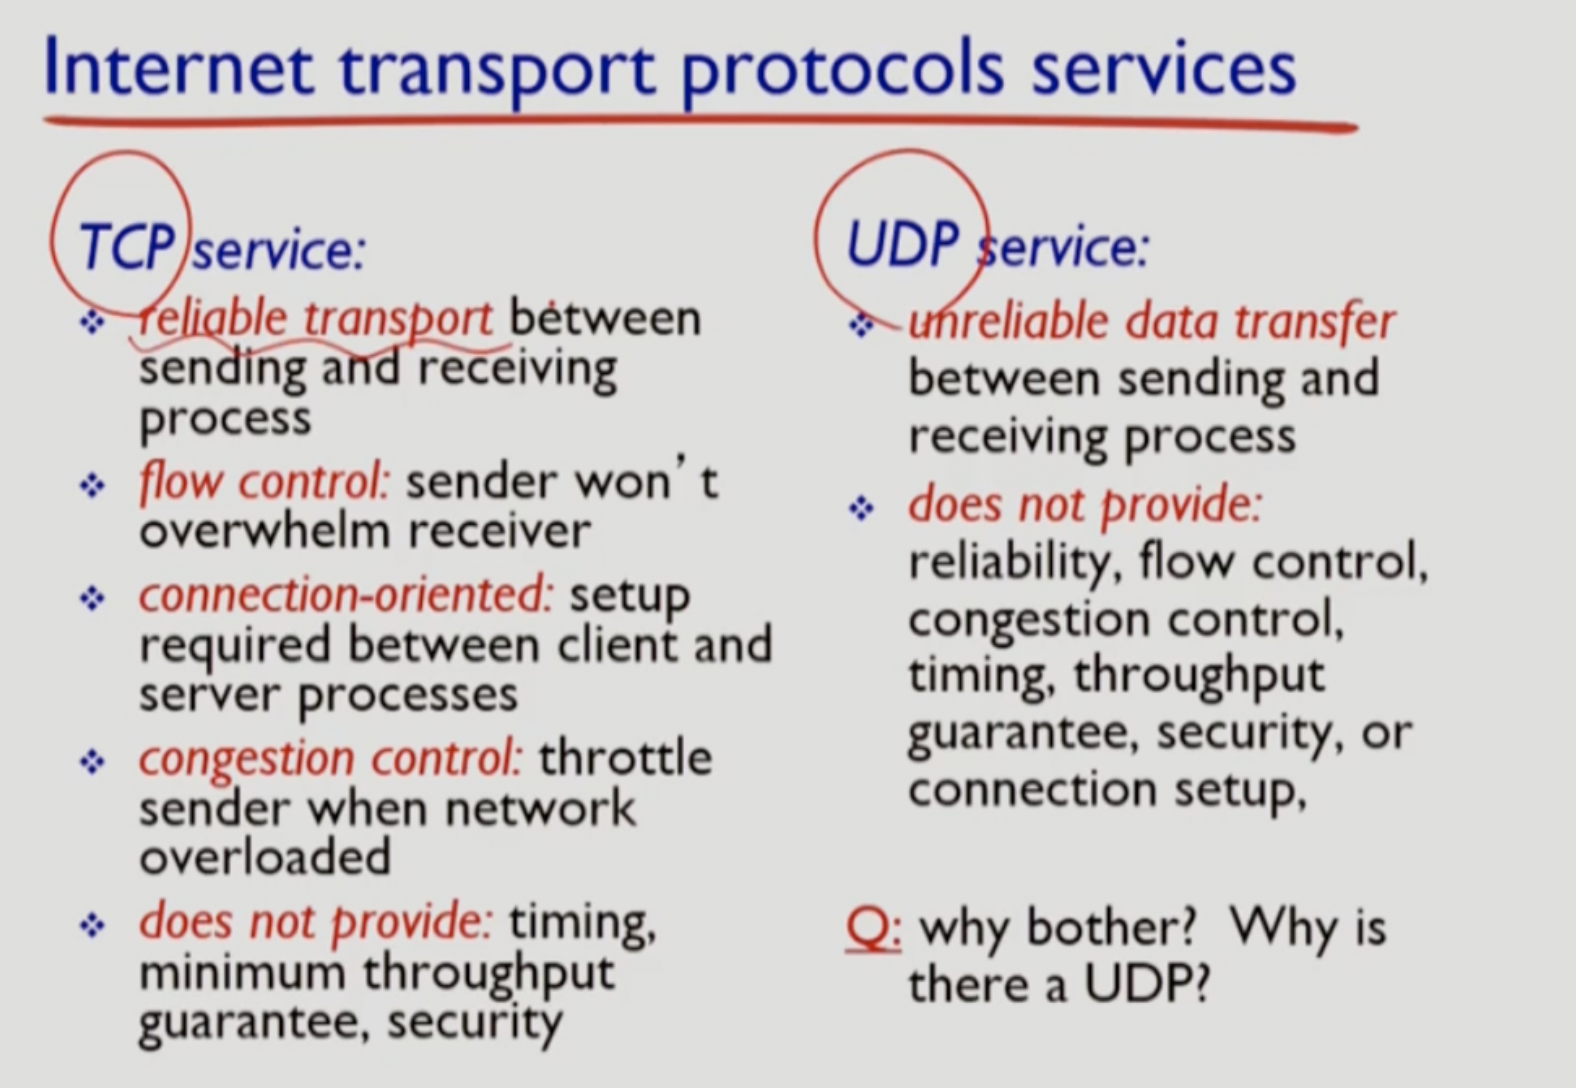 Internet transport protocols services
TCP service:
❖ reliable transport between
sending and receiving
process
❖ flow control: sender won’t
overwhelm receiver
❖ connection-oriented: setup
required between client and
server processes
❖ congestion control: throttle
sender when network
overloaded
❖ does not provide: timing,
minimum throughput
guarantee, security
UDP service:
❖ unreliable data transfer
between sending and
receiving process
❖ does not provide:
reliability, flow control,
congestion control,
timing, throughput
guarantee, security, or
connection setup,
Q: why bother? Why is
there a UDP?